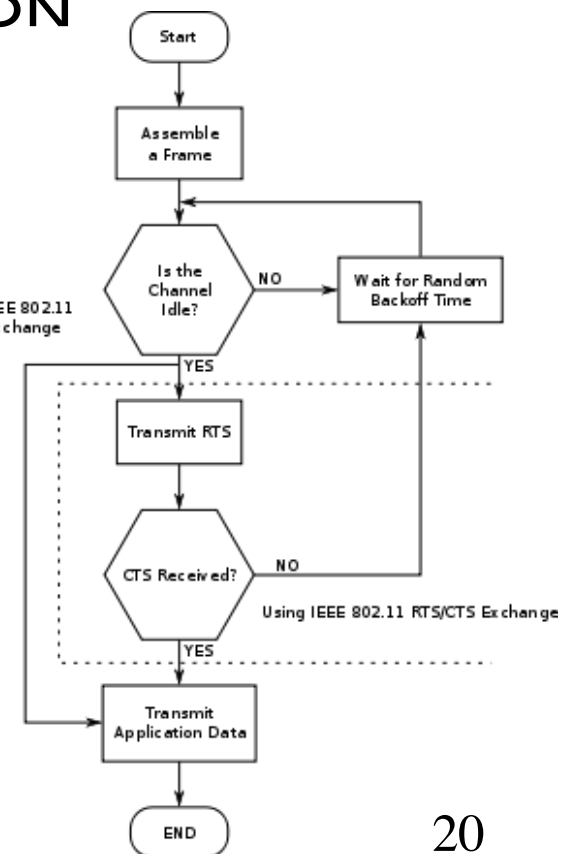 ON
Start
Assemble
a Frame
Is the
Channel
Idle?
NO
Wait for Random
Backoff Time
EE 802.11
change
YES
Transmit RTS
CTS Received?
NO
Using IEEE 802.11 RTS/CTS Exchange
YES
Transmit
Application Data
END
20